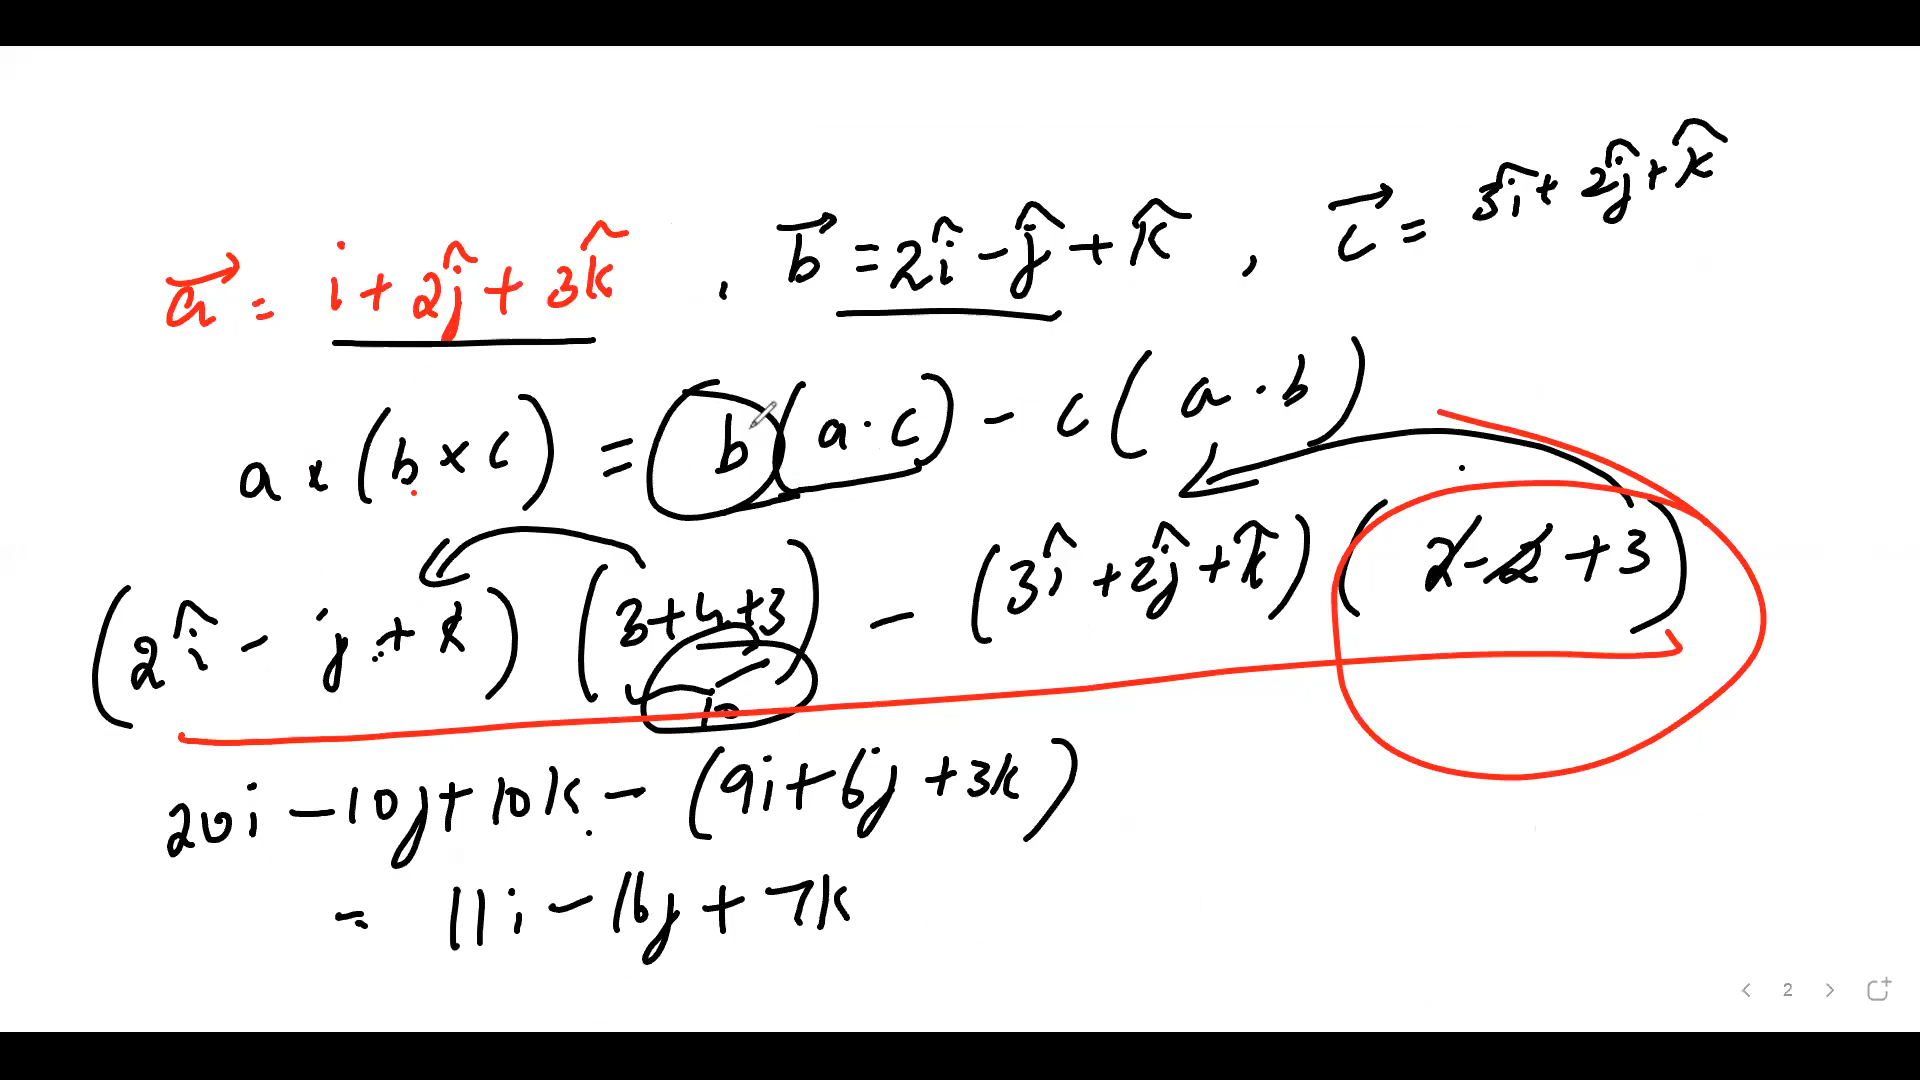 a⃗ = i + 2ĵ + 3k̂ , b⃗ = 2î - ĵ + k̂ , c⃗ = 3î + 2ĵ + k̂
a × (b × c) = b(a · c) - c(a · b)
(2î - j + k) (3+4+3) - (3î + 2ĵ + k̂) (2-2+3)
10
20i - 10j + 10k - (9i + 6j + 3k)
= 11i - 16j + 7k
2